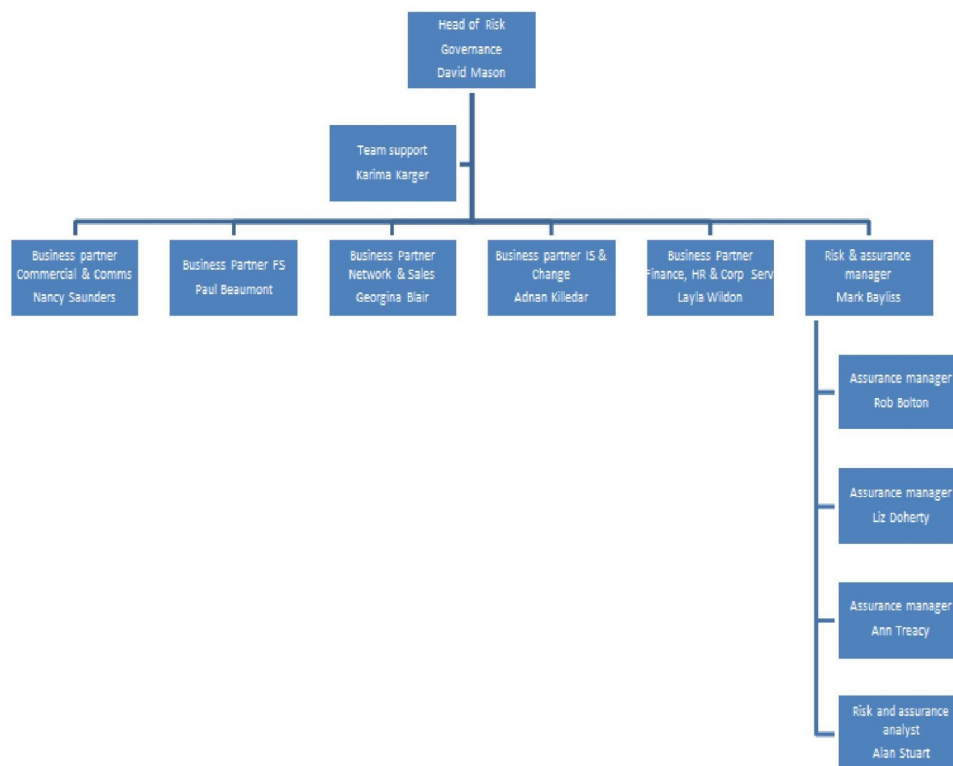 Head of Risk
Governance
David Mason
Team support
Karima Karger
Business partner
Commercial & Comms
Nancy Saunders
Business Partner FS
Paul Beaumont
Business Partner
Network & Sales
Georgina Blair
Business partner IS &
Change
Adnan Killedar
Business Partner
Finance, HR & Corp Serv
Layla Wildon
Risk & assurance
manager
Mark Bayliss
Assurance manager
Rob Bolton
Assurance manager
Liz Doherty
Assurance manager
Ann Treacy
Risk and assurance
analyst
Alan Stuart